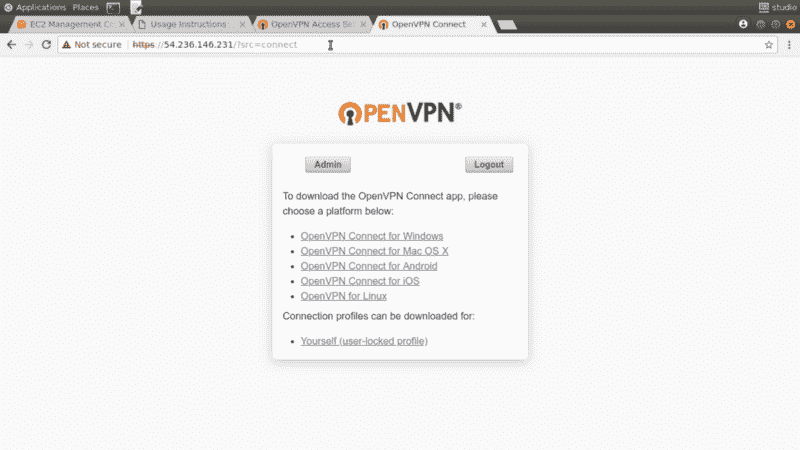 Applications Places studio
EC2 Management Co
Usage Instructions
OpenVPN Access Se
OpenVPN Connect
Not secure https://54.236.146.231/?src=connect
OPENVPN®
Admin
Logout
To download the OpenVPN Connect app, please
choose a platform below:
OpenVPN Connect for Windows
OpenVPN Connect for Mac OS X
OpenVPN Connect for Android
OpenVPN Connect for iOS
OpenVPN for Linux
Connection profiles can be downloaded for:
Yourself (user-locked profile)